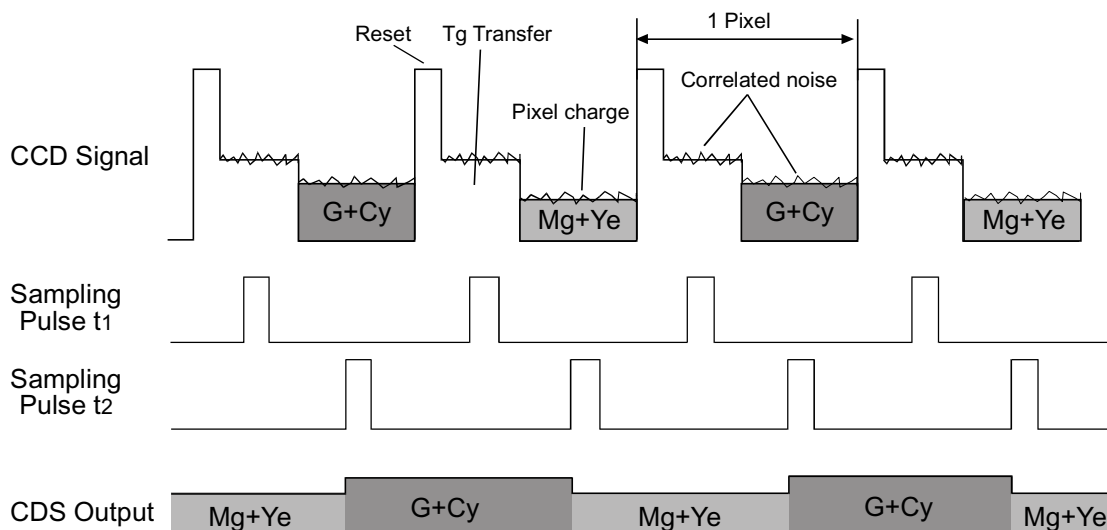 Reset
Tg Transfer
1 Pixel
Correlated noise
Pixel charge
CCD Signal
G+Cy
Mg+Ye
G+Cy
Mg+Ye
Sampling
Pulse t1
Sampling
Pulse t2
CDS Output
Mg+Ye
G+Cy
Mg+Ye
G+Cy
Mg+Ye